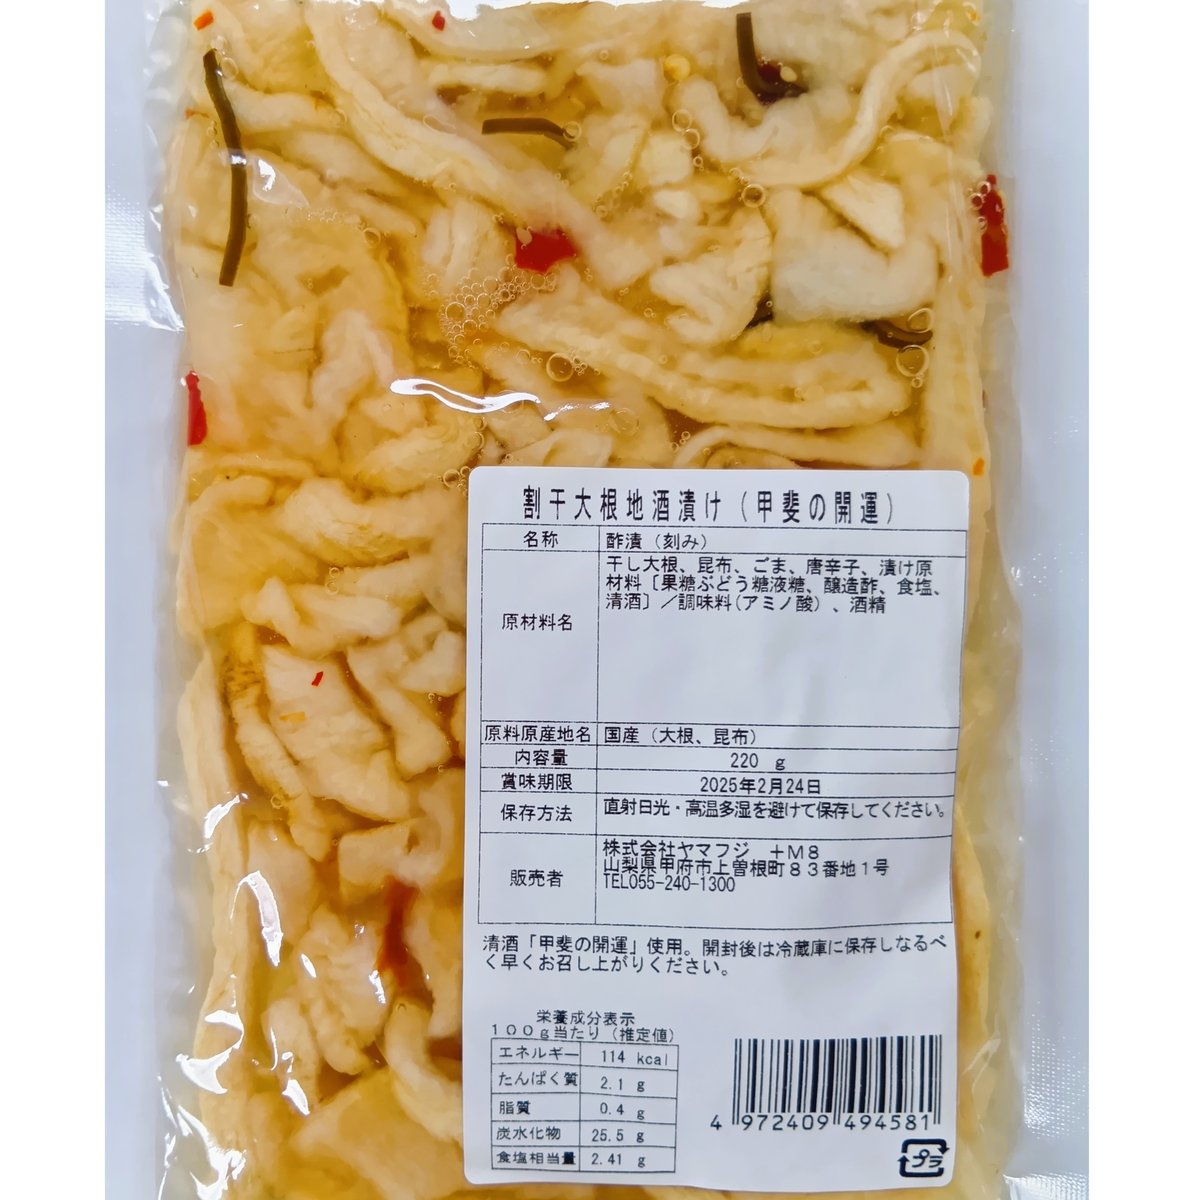 割干大根地酒漬け(甲斐の開運)
名称 酢漬(刻み)
原材料名 干し大根、昆布、ごま、唐辛子、漬け原
材料〔果糖ぶどう糖液糖、醸造酢、食塩、
清酒〕／調味料(アミノ酸)、酒精
原料原産地名 国産(大根、昆布)
内容量 220 g
賞味期限 2025年2月24日
保存方法 直射日光・高温多湿を避けて保存してください。
販売者 株式会社ヤマフジ +M8
山梨県甲府市上曽根町83番地1号
TEL055-240-1300
清酒「甲斐の開運」使用。開封後は冷蔵庫に保存しなるべ
く早くお召し上がりください。
栄養成分表示
100g当たり(推定値)
エネルギー 114 kcal
たんぱく質 2.1 g
脂質 0.4 g
炭水化物 25.5 g
食塩相当量 2.41 g
4 972409 494581
プラ